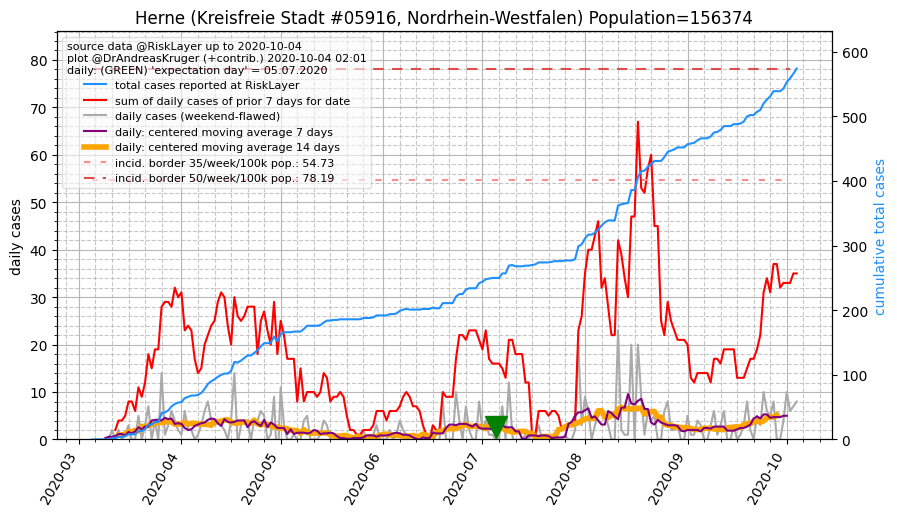 Herne (Kreisfreie Stadt #05916, Nordrhein-Westfalen) Population=156374
source data @RiskLayer up to 2020-10-04
plot @DrAndreasKruger (+contrib.) 2020-10-04 02:01
daily: (GREEN) 'expectation day' = 05.07.2020
total cases reported at RiskLayer
sum of daily cases of prior 7 days for date
daily cases (weekend-flawed)
daily: centered moving average 7 days
daily: centered moving average 14 days
incid. border 35/week/100k pop.: 54.73
incid. border 50/week/100k pop.: 78.19
daily cases
80
70
60
50
40
30
20
10
0
cumulative total cases
600
500
400
300
200
100
0
2020-03
2020-04
2020-05
2020-06
2020-07
2020-08
2020-09
2020-10